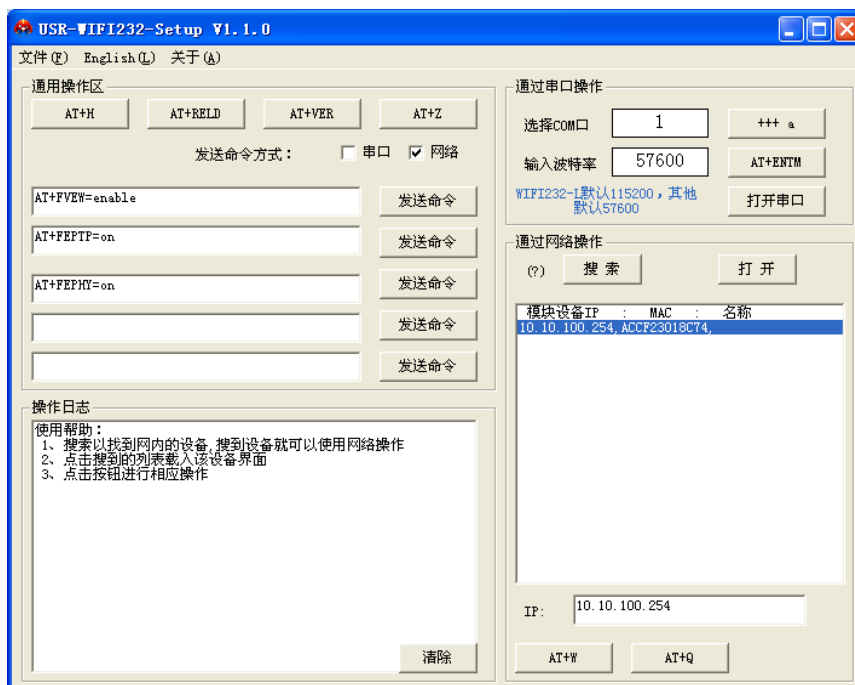 USR-WIFI232-Setup V1.1.0
文件(F) English(L) 关于(A)
通用操作区
AT+H AT+RELD AT+VER AT+Z
发送命令方式： 串口 网络
AT+FVEW=enable 发送命令
AT+FEPTP=on 发送命令
AT+FEPHY=on 发送命令
发送命令
发送命令
操作日志
使用帮助：
1、搜索以找到网内的设备,搜到设备就可以使用网络操作
2、点击搜到的列表载入该设备界面
3、点击按钮进行相应操作
清除
通过串口操作
选择COM口 1 +++ a
输入波特率 57600 AT+ENTM
WIFI232-L默认115200，其他
默认57600
打开串口
通过网络操作
(?) 搜 索 打 开
模块设备IP : MAC : 名称
10.10.100.254,ACCF23018C74,
IP: 10.10.100.254
AT+W AT+Q